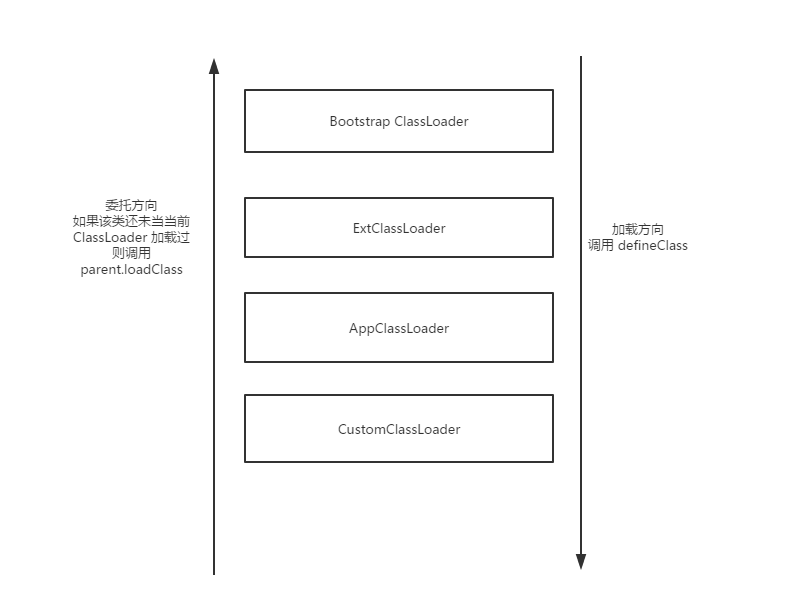 Bootstrap ClassLoader
委托方向
如果该类还未当当前
ClassLoader 加载过
则调用
parent.loadClass
ExtClassLoader
加载方向
调用 defineClass
AppClassLoader
CustomClassLoader